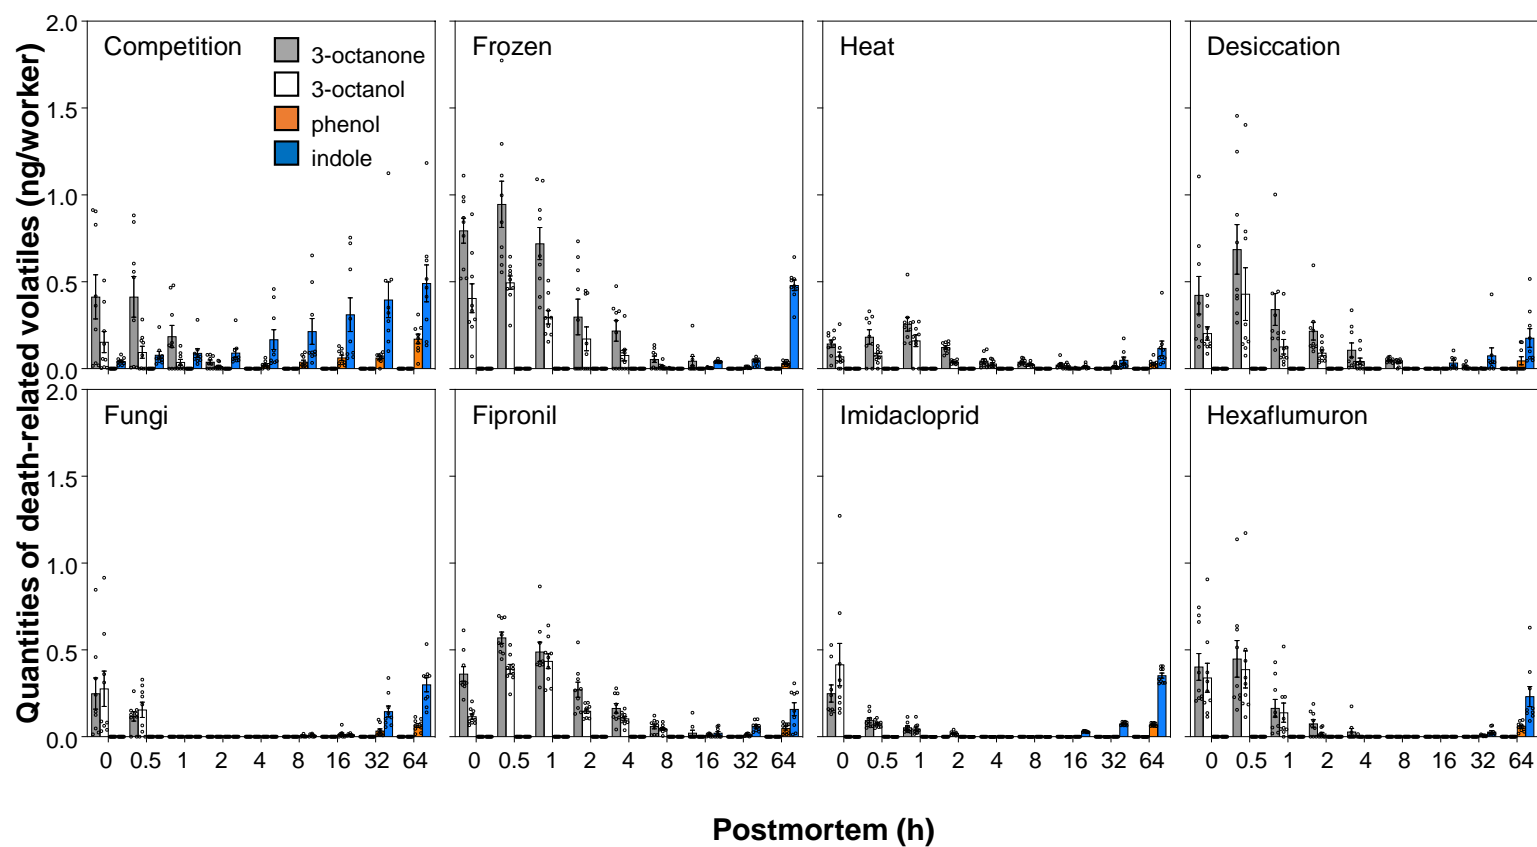 Quantities of death-related volatiles (ng/worker)
2.0
1.5
1.0
0.5
0.0
Competition
3-octanone
3-octanol
phenol
indole
Frozen
Heat
Desiccation
2.0
1.5
1.0
0.5
0.0
Fungi
Fipronil
Imidacloprid
Hexaflumuron
0 0.5 1 2 4 8 16 32 64
0 0.5 1 2 4 8 16 32 64
0 0.5 1 2 4 8 16 32 64
0 0.5 1 2 4 8 16 32 64
Postmortem (h)